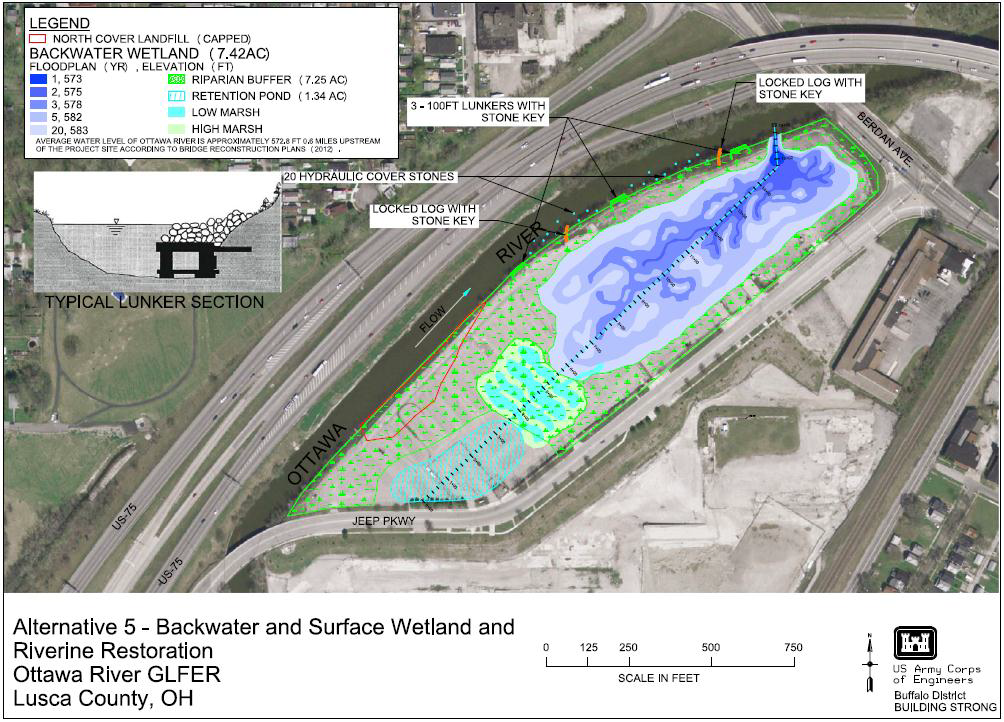 LEGEND
NORTH COVER LANDFILL (CAPPED)
BACKWATER WETLAND (7.42AC)
FLOODPLAN (YR), ELEVATION (FT)
1, 573
2, 575
3, 578
5, 582
20, 583
RIPARIAN BUFFER (7.25 AC)
RETENTION POND (1.34 AC)
LOW MARSH
HIGH MARSH
AVERAGE WATER LEVEL OF OTTAWA RIVER IS APPROXIMATELY 572.8 FT 0.6 MILES UPSTREAM
OF THE PROJECT SITE ACCORDING TO BRIDGE RECONSTRUCTION PLANS (2012).
LOCKED LOG WITH
STONE KEY
3 - 100FT LUNKERS WITH
STONE KEY
BERDAN AVE.
20 HYDRAULIC COVER STONES
LOCKED LOG WITH
STONE KEY
TYPICAL LUNKER SECTION
OTTAWA RIVER
FLOW
JEEP PKWY
US-75
US-75
Alternative 5 - Backwater and Surface Wetland and
Riverine Restoration
Ottawa River GLFER
Lusca County, OH
0 125 250 500 750
SCALE IN FEET
N
US Army Corps
of Engineers
Buffalo District
BUILDING STRONG